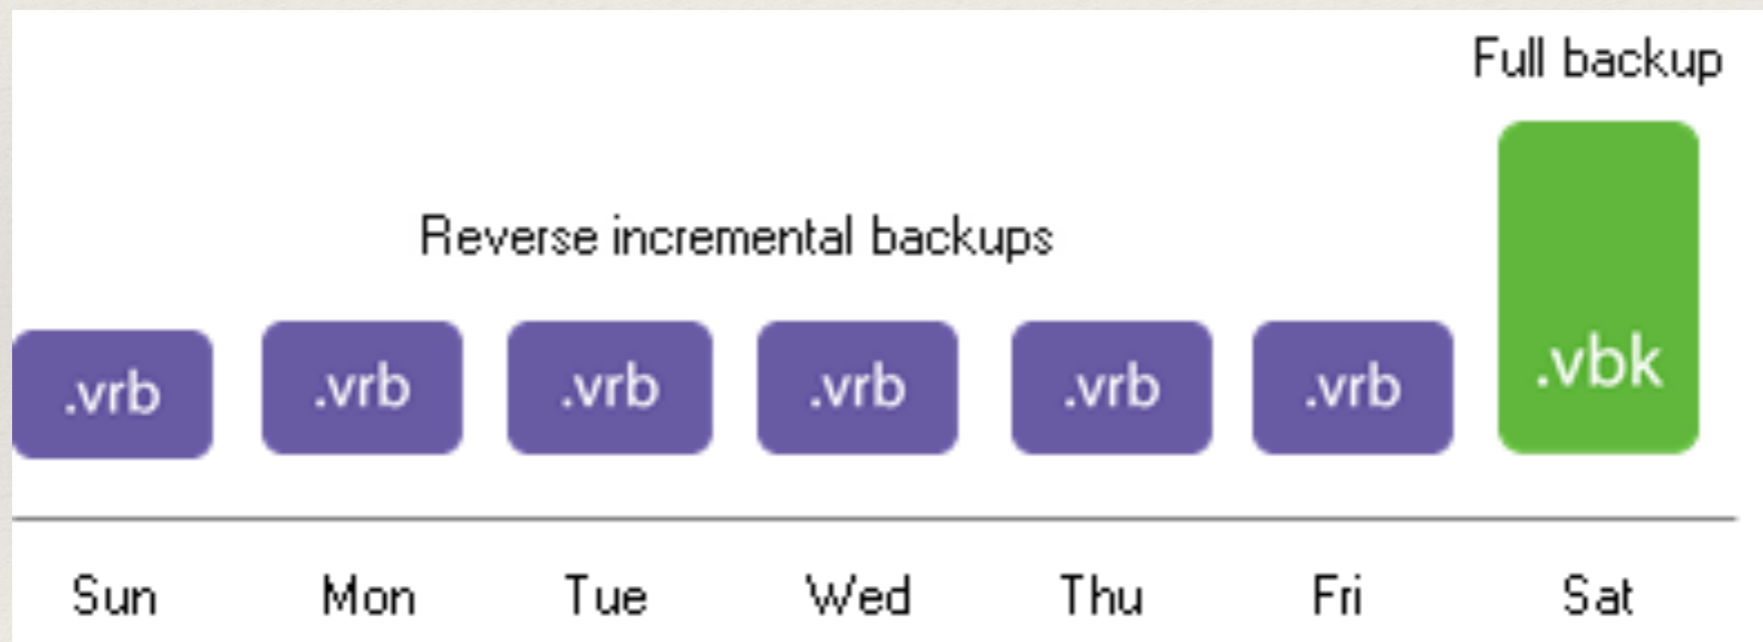 Full backup
Reverse incremental backups
.vrb .vrb .vrb .vrb .vrb .vrb .vbk
Sun Mon Tue Wed Thu Fri Sat